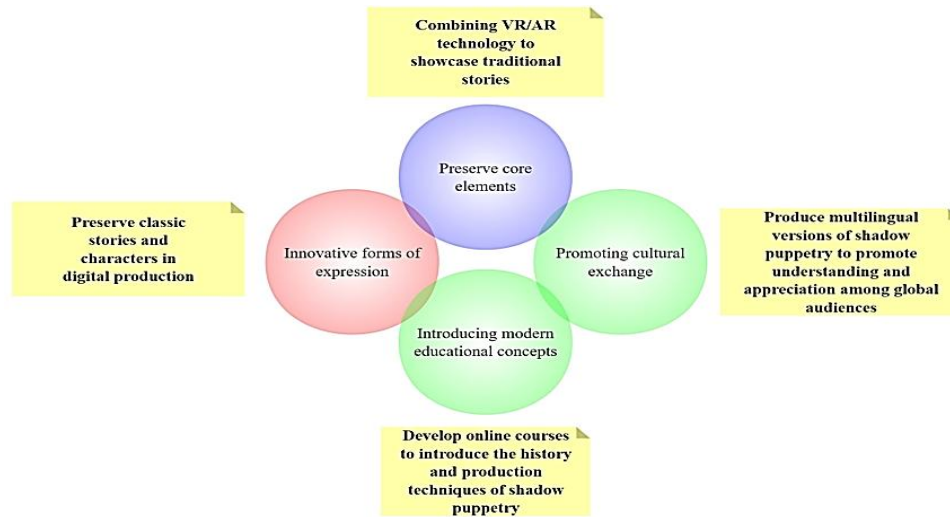 Combining VR/AR
technology to
showcase traditional
stories
Preserve core
elements
Preserve classic
stories and
characters in
digital production
Innovative forms of
expression
Promoting cultural
exchange
Produce multilingual
versions of shadow
puppetry to promote
understanding and
appreciation among global
audiences
Introducing modern
educational concepts
Develop online courses
to introduce the history
and production
techniques of shadow
puppetry